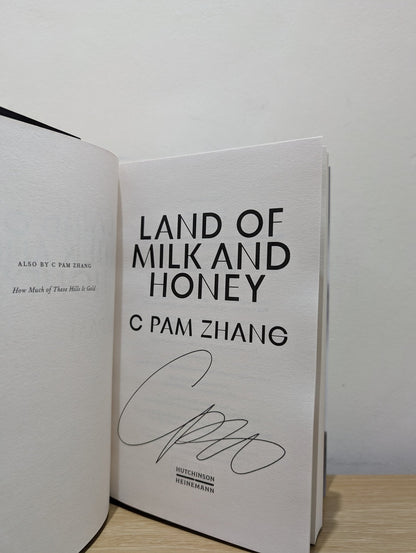 ALSO BY C PAM ZHANG
How Much of These Hills Is Gold
LAND OF
MILK AND
HONEY
C PAM ZHANG
HUTCHINSON
HEINEMANN